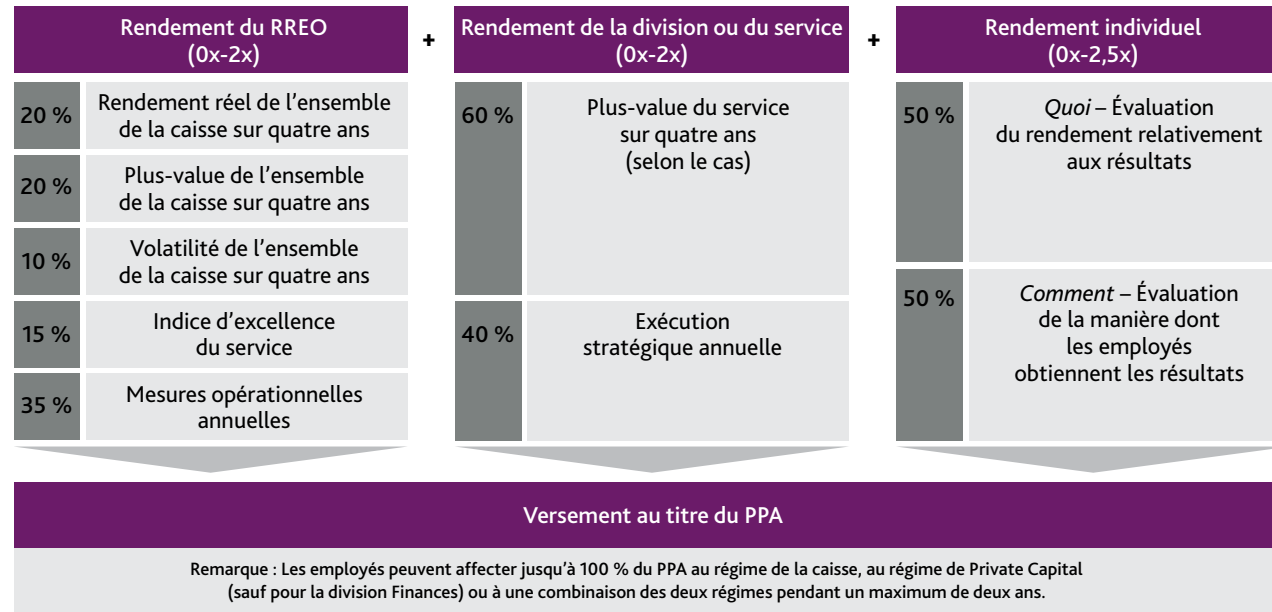 Rendement du RREO
(0x-2x)
+
Rendement de la division ou du service
(0x-2x)
+
Rendement individuel
(0x-2,5x)
20 %
Rendement réel de l’ensemble
de la caisse sur quatre ans
20 %
Plus-value de l’ensemble
de la caisse sur quatre ans
10 %
Volatilité de l’ensemble
de la caisse sur quatre ans
15 %
Indice d’excellence
du service
35 %
Mesures opérationnelles
annuelles
60 %
Plus-value du service
sur quatre ans
(selon le cas)
40 %
Exécution
stratégique annuelle
50 %
Quoi – Évaluation
du rendement relativement
aux résultats
50 %
Comment – Évaluation
de la manière dont
les employés
obtiennent les résultats
Versement au titre du PPA
Remarque : Les employés peuvent affecter jusqu’à 100 % du PPA au régime de la caisse, au régime de Private Capital
(sauf pour la division Finances) ou à une combinaison des deux régimes pendant un maximum de deux ans.